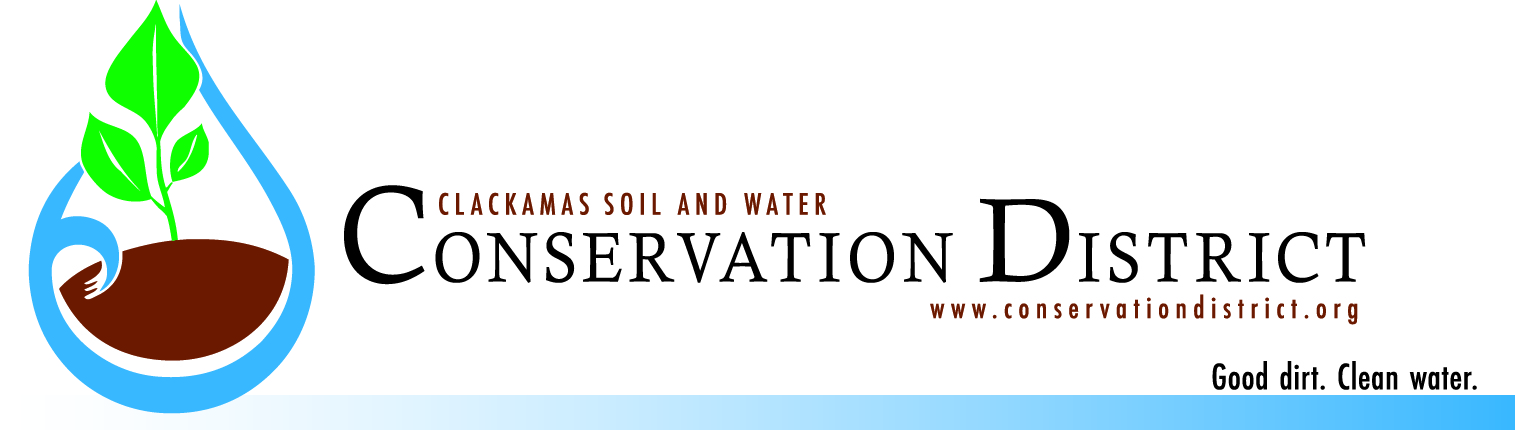 CLACKAMAS SOIL AND WATER
CONSERVATION DISTRICT
www.conservationdistrict.org
Good dirt. Clean water.